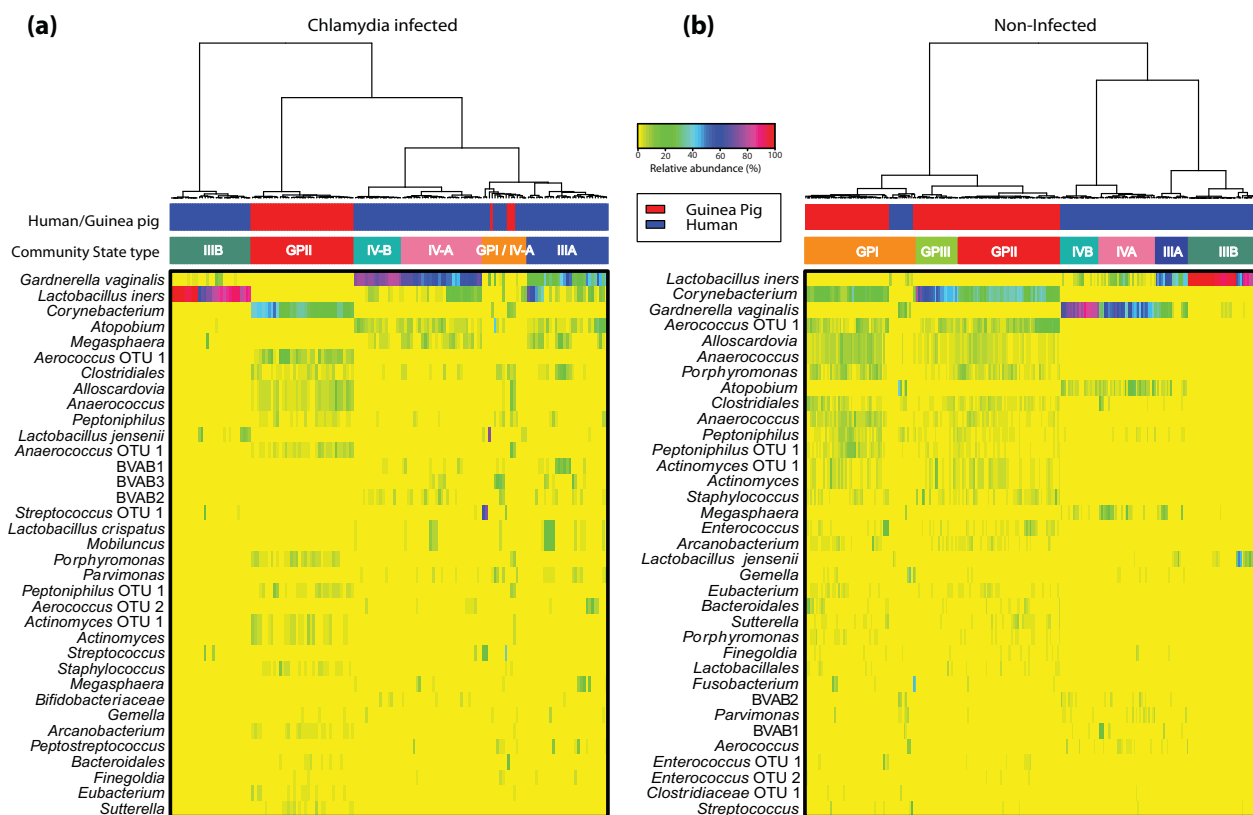 (a)
Chlamydia infected
(b)
Non-Infected
0 20 40 60 80 100
Relative abundance (%)
Guinea Pig
Human
Human/Guinea pig
Community State type
IIIB GPII IV-B IV-A GPI / IV-A IIIA
GPI GPIII GPII IVB IVA IIIA IIIB
Gardnerella vaginalis
Lactobacillus iners
Corynebacterium
Atopobium
Megasphaera
Aerococcus OTU 1
Clostridiales
Alloscardovia
Anaerococcus
Peptoniphilus
Lactobacillus jensenii
Anaerococcus OTU 1
BVAB1
BVAB3
BVAB2
Streptococcus OTU 1
Lactobacillus crispatus
Mobiluncus
Porphyromonas
Parvimonas
Peptoniphilus OTU 1
Aerococcus OTU 2
Actinomyces OTU 1
Actinomyces
Streptococcus
Staphylococcus
Megasphaera
Bifidobacteriaceae
Gemella
Arcanobacterium
Peptostreptococcus
Bacteroidales
Finegoldia
Eubacterium
Sutterella
Lactobacillus iners
Corynebacterium
Gardnerella vaginalis
Aerococcus OTU 1
Alloscardovia
Anaerococcus
Porphyromonas
Atopobium
Clostridiales
Anaerococcus
Peptoniphilus
Peptoniphilus OTU 1
Actinomyces OTU 1
Actinomyces
Staphylococcus
Megasphaera
Enterococcus
Arcanobacterium
Lactobacillus jensenii
Gemella
Eubacterium
Bacteroidales
Sutterella
Porphyromonas
Finegoldia
Lactobacillales
Fusobacterium
BVAB2
Parvimonas
BVAB1
Aerococcus
Enterococcus OTU 1
Enterococcus OTU 2
Clostridiaceae OTU 1
Streptococcus